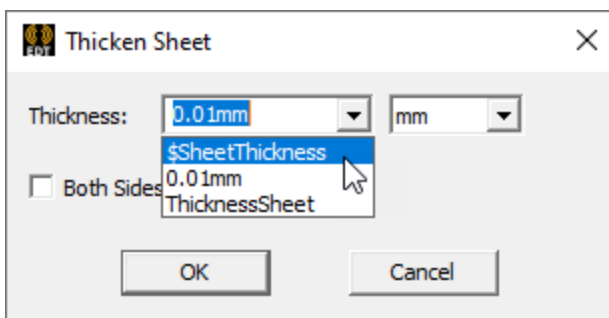 EDT Thicken Sheet
Thickness: 0.01mm mm
$SheetThickness
Both Sides 0.01mm
ThicknessSheet
OK Cancel